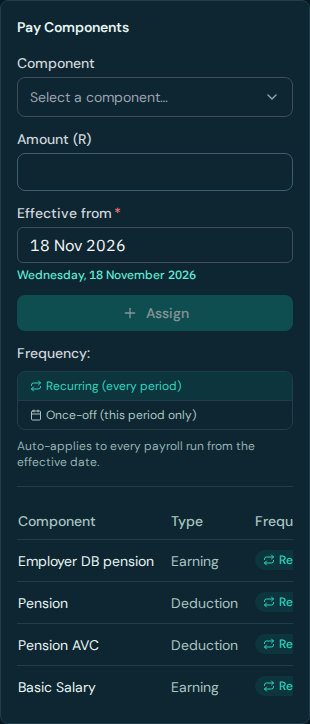 Pay Components
Component
Select a component...
Amount (R)
Effective from *
18 Nov 2026
Wednesday, 18 November 2026
+ Assign
Frequency:
Recurring (every period)
Once-off (this period only)
Auto-applies to every payroll run from the
effective date.
Component Type Frequ
Employer DB pension Earning Re
Pension Deduction Re
Pension AVC Deduction Re
Basic Salary Earning Re